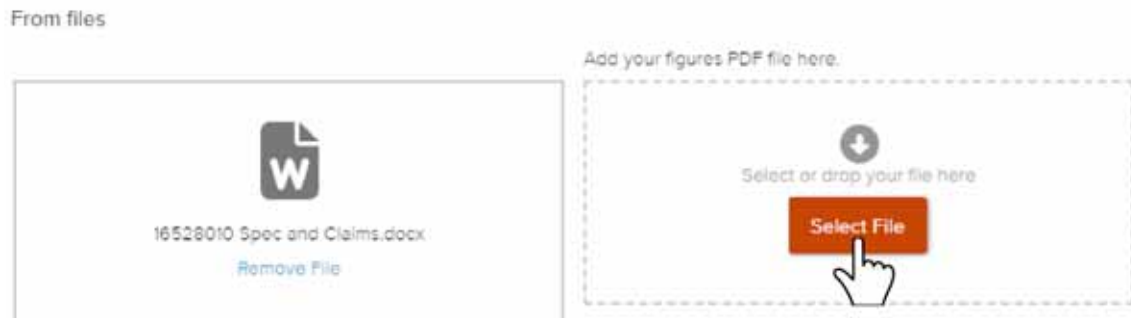 From files
Add your figures PDF file here.
W
16528010 Spec and Claims.docx
Remove File
Select or drop your file here
Select File